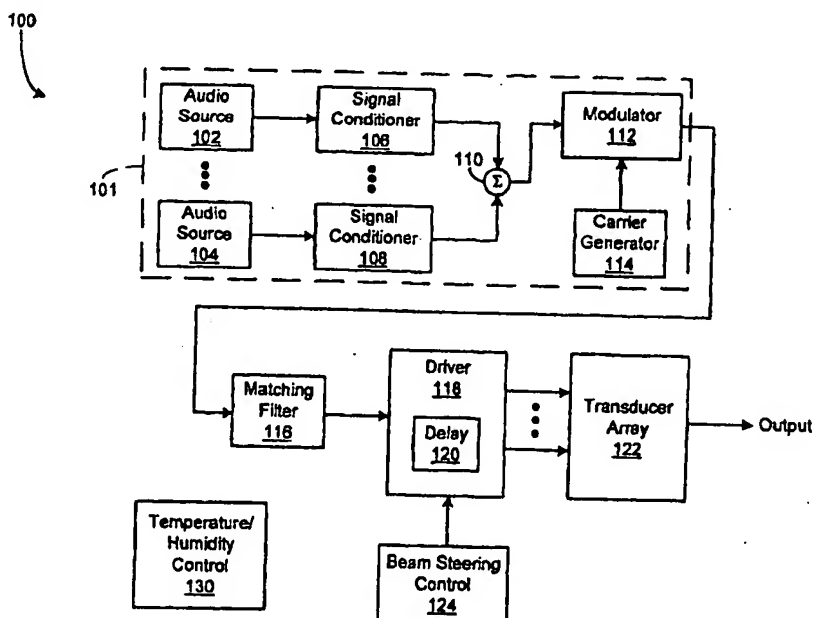 100
Audio
Source
102
Signal
Conditioner
106
Modulator
112
110
Σ
101
Audio
Source
104
Signal
Conditioner
108
Carrier
Generator
114
Matching
Filter
116
Driver
118
Delay
120
Transducer
Array
122
Output
Temperature/
Humidity
Control
130
Beam Steering
Control
124